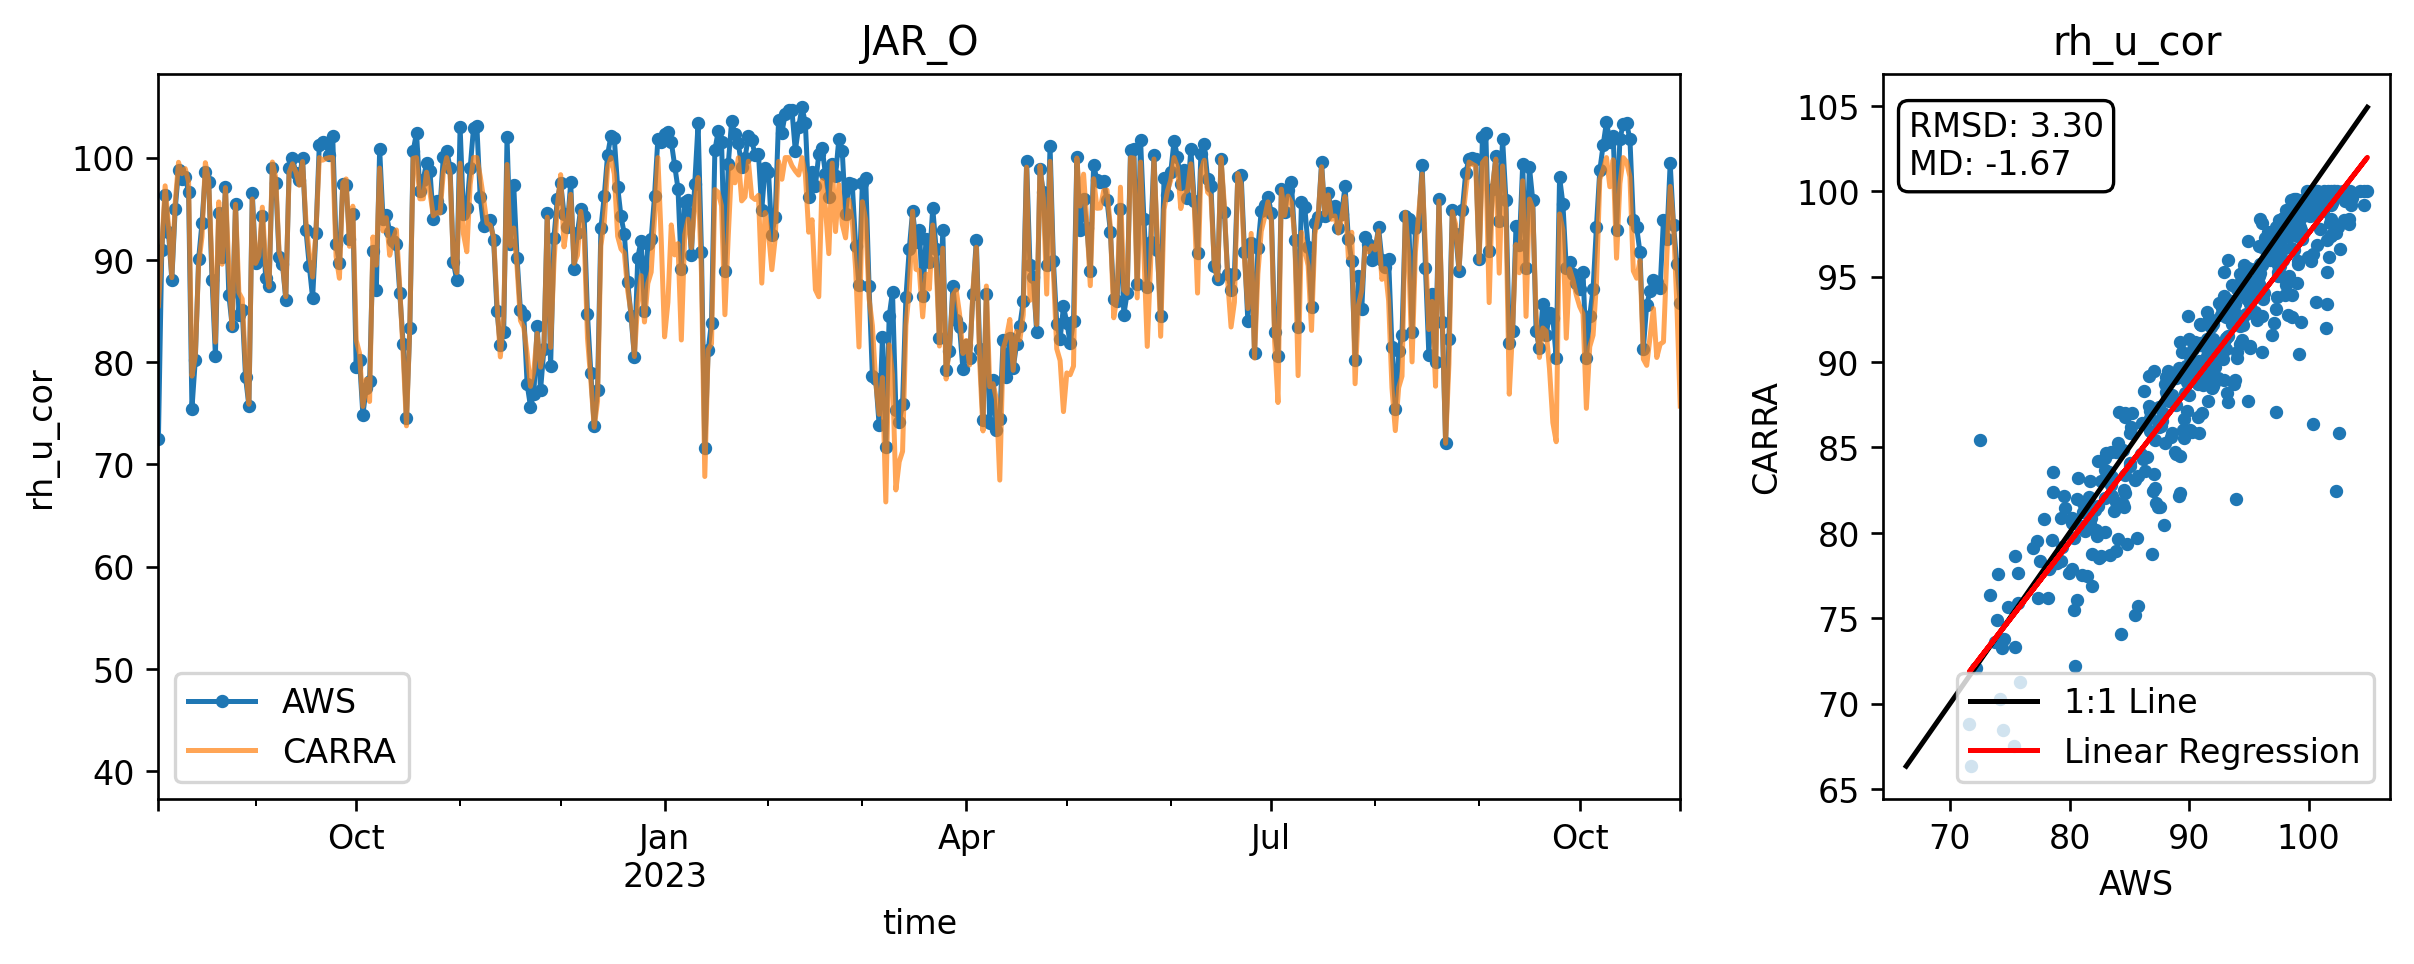 JAR_O
rh_u_cor
100
90
80
70
60
50
40
AWS
CARRA
Oct
Jan
2023
Apr
Jul
Oct
time
rh_u_cor
CARRA
105
100
95
90
85
80
75
70
65
RMSD: 3.30
MD: -1.67
1:1 Line
Linear Regression
70
80
90
100
AWS